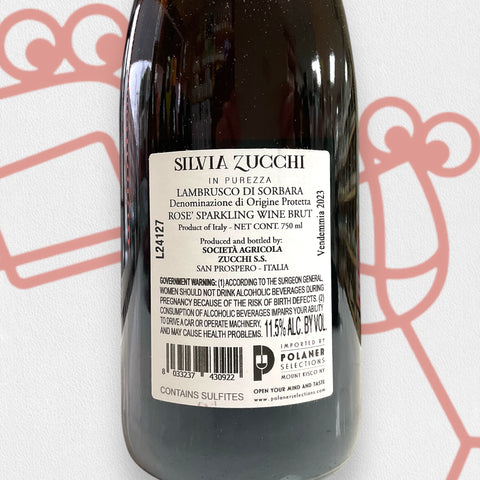 SILVIA ZUCCHI
IN PUREZZA
LAMBRUSCO DI SORBARA
Denominazione di Origine Protetta
ROSE' SPARKLING WINE BRUT
Product of Italy - NET CONT. 750 ml
Produced and bottled by:
SOCIETÀ AGRICOLA
ZUCCHI S.S.
SAN PROSPERO - ITALIA
L24127
Vendemmia 2023
GOVERNMENT WARNING: (1) ACCORDING TO THE SURGEON GENERAL,
WOMEN SHOULD NOT DRINK ALCOHOLIC BEVERAGES DURING
PREGNANCY BECAUSE OF THE RISK OF BIRTH DEFECTS. (2)
CONSUMPTION OF ALCOHOLIC BEVERAGES IMPAIRS YOUR ABILITY
TO DRIVE A CAR OR OPERATE MACHINERY,
AND MAY CAUSE HEALTH PROBLEMS.
11.5% ALC. BY VOL.
8 033237 430922
CONTAINS SULFITES
IMPORTED BY
POLANER
SELECTIONS
MOUNT KISCO NY
OPEN YOUR MIND AND TASTE
www.polanerselections.com